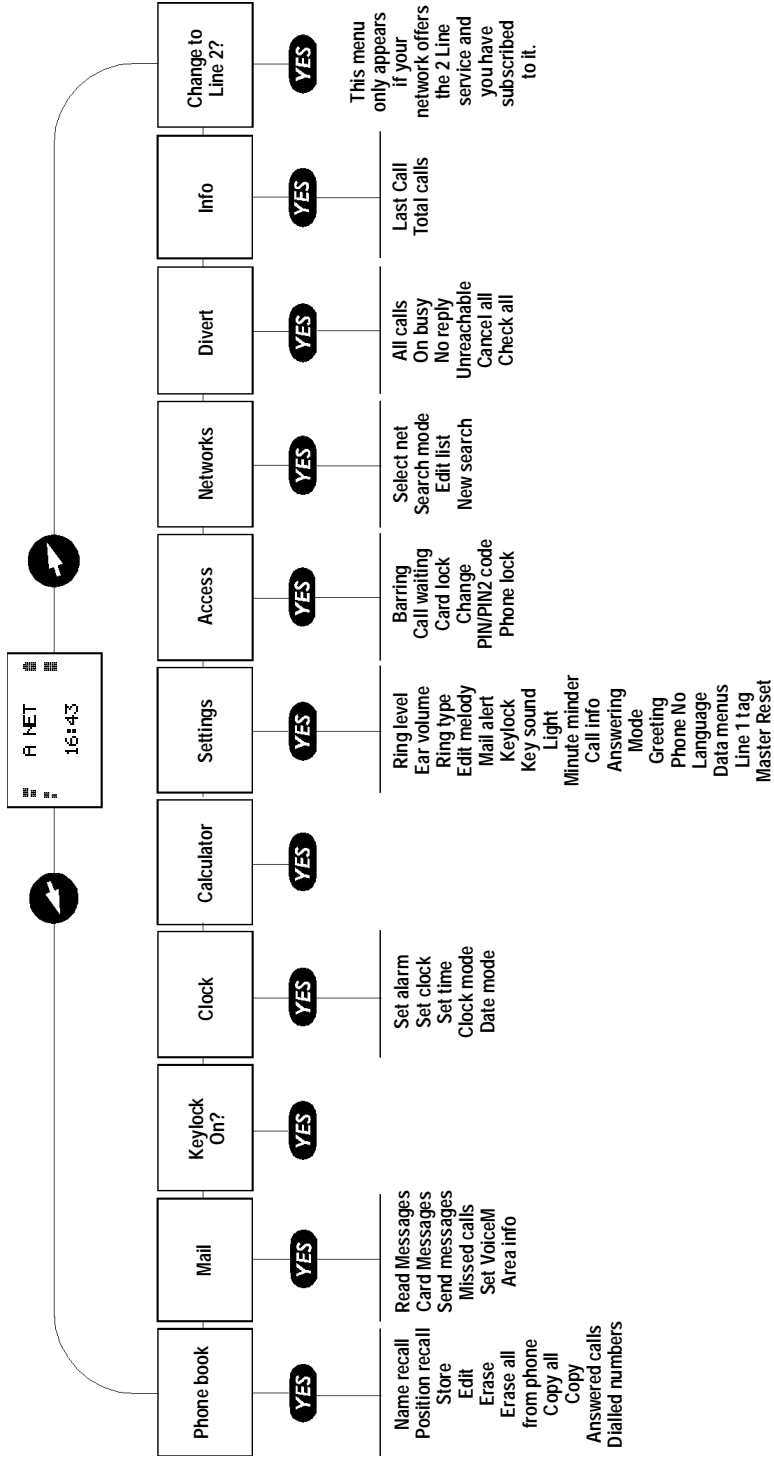 A NET
16:43
Phone book
YES
Name recall
Position recall
Store
Edit
Erase
Erase all
from phone
Copy all
Copy
Answered calls
Dialled numbers
Mail
YES
Read Messages
Card Messages
Send messages
Missed calls
Set VoiceM
Area info
Keylock
On?
YES
Clock
YES
Set alarm
Set clock
Set time
Clock mode
Date mode
Calculator
YES
Settings
YES
Ring level
Ear volume
Ring type
Edit melody
Mail alert
Keylock
Key sound
Light
Minute minder
Call info
Answering
Mode
Greeting
Phone No
Language
Data menus
Line 1 tag
Master Reset
Access
YES
Barring
Call waiting
Card lock
Change
PIN/PIN2 code
Phone lock
Networks
YES
Select net
Search mode
Edit list
New search
Divert
YES
All calls
On busy
No reply
Unreachable
Cancel all
Check all
Info
YES
Last Call
Total calls
Change to
Line 2?
YES
This menu
only appears
if your
network offers
the 2 Line
service and
you have
subscribed
to it.